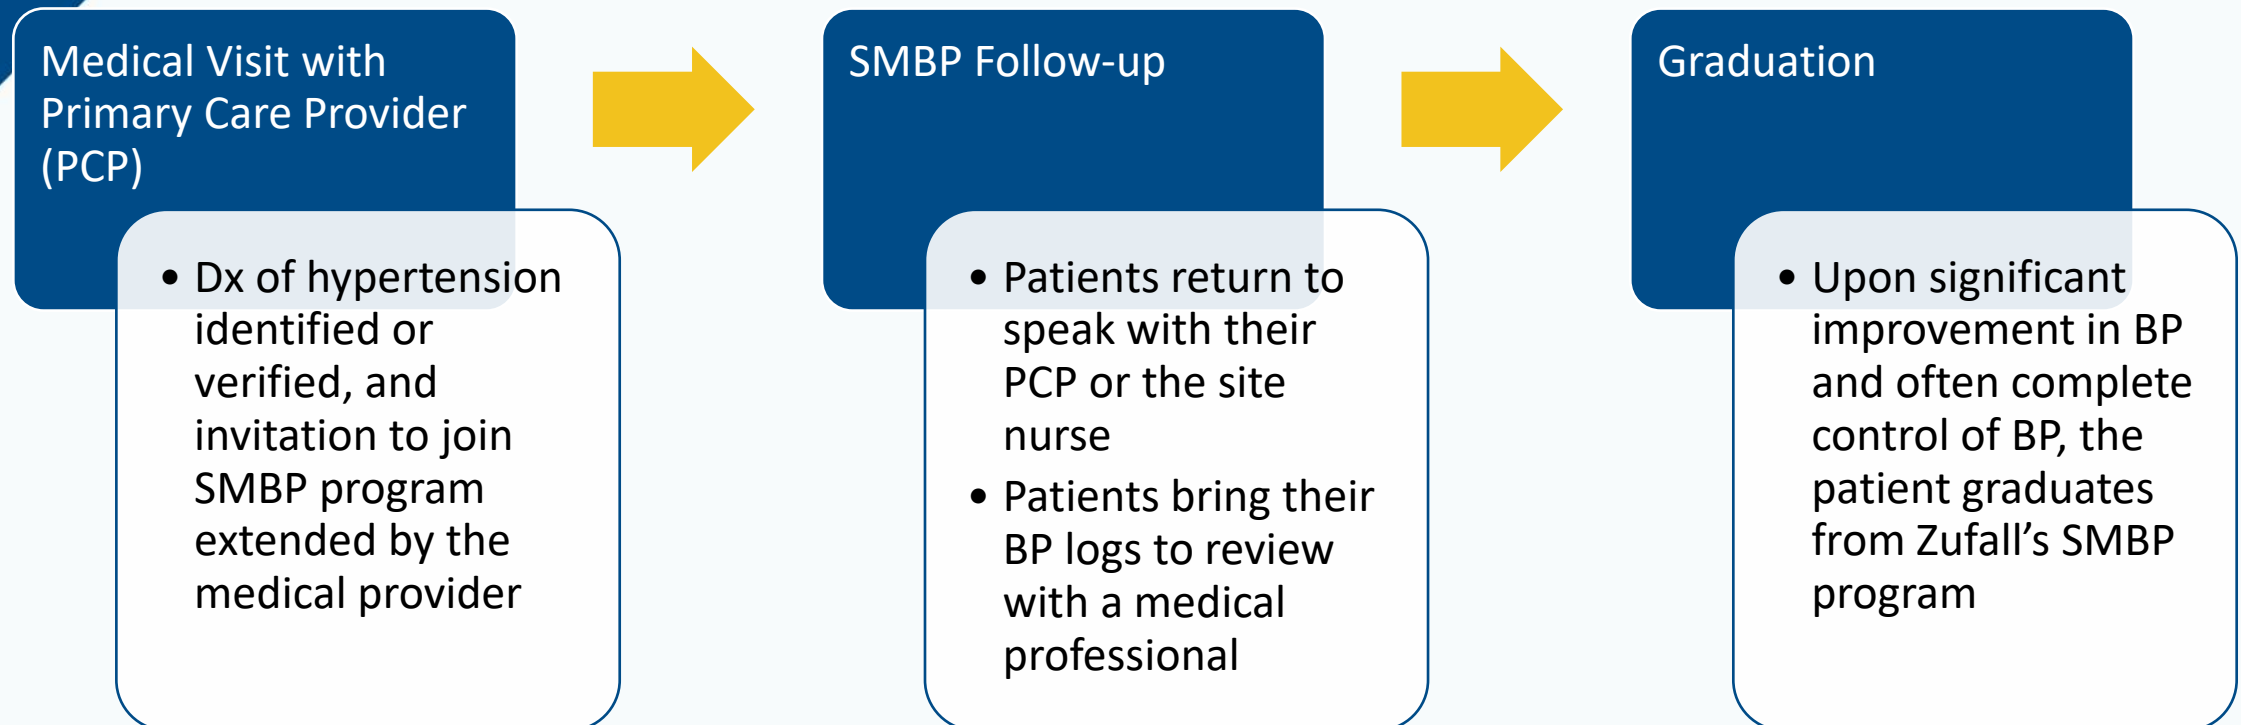 Medical Visit with
Primary Care Provider
(PCP)
• Dx of hypertension
identified or
verified, and
invitation to join
SMBP program
extended by the
medical provider
SMBP Follow-up
• Patients return to
speak with their
PCP or the site
nurse
• Patients bring their
BP logs to review
with a medical
professional
Graduation
• Upon significant
improvement in BP
and often complete
control of BP, the
patient graduates
from Zufall’s SMBP
program